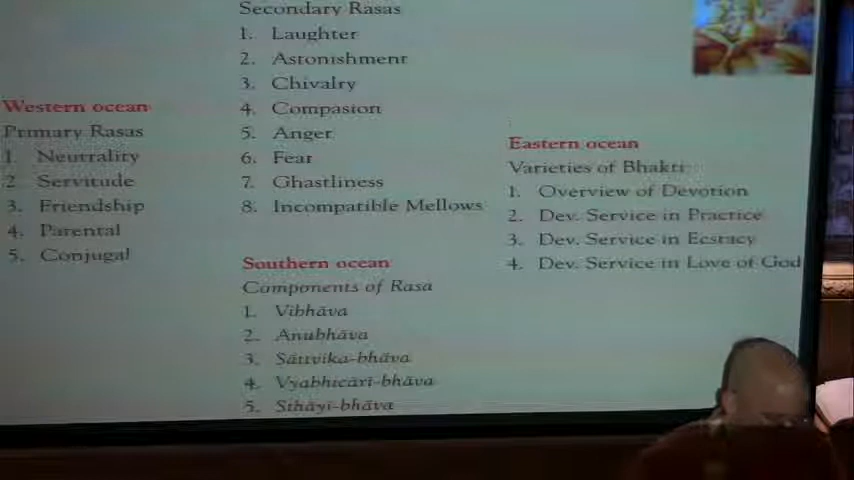 Secondary Rasas
1. Laughter
2. Astonishment
3. Chivalry
4. Compasion
5. Anger
6. Fear
7. Ghastliness
8. Incompatible Mellows
Western ocean
Primary Rasas
1 Neutrality
2 Servitude
3. Friendship
4. Parental
5. Conjugal
Southern ocean
Components of Rasa
1. Vibhāva
2. Anubhāva
3. Sāttvika-bhāva
4. Vyabhicāri-bhāva
5. Sthāyi-bhāva
Eastern ocean
Varieties of Bhakti
1. Overview of Devotion
2. Dev. Service in Practice
3. Dev. Service in Ecstacy
4. Dev. Service in Love of God